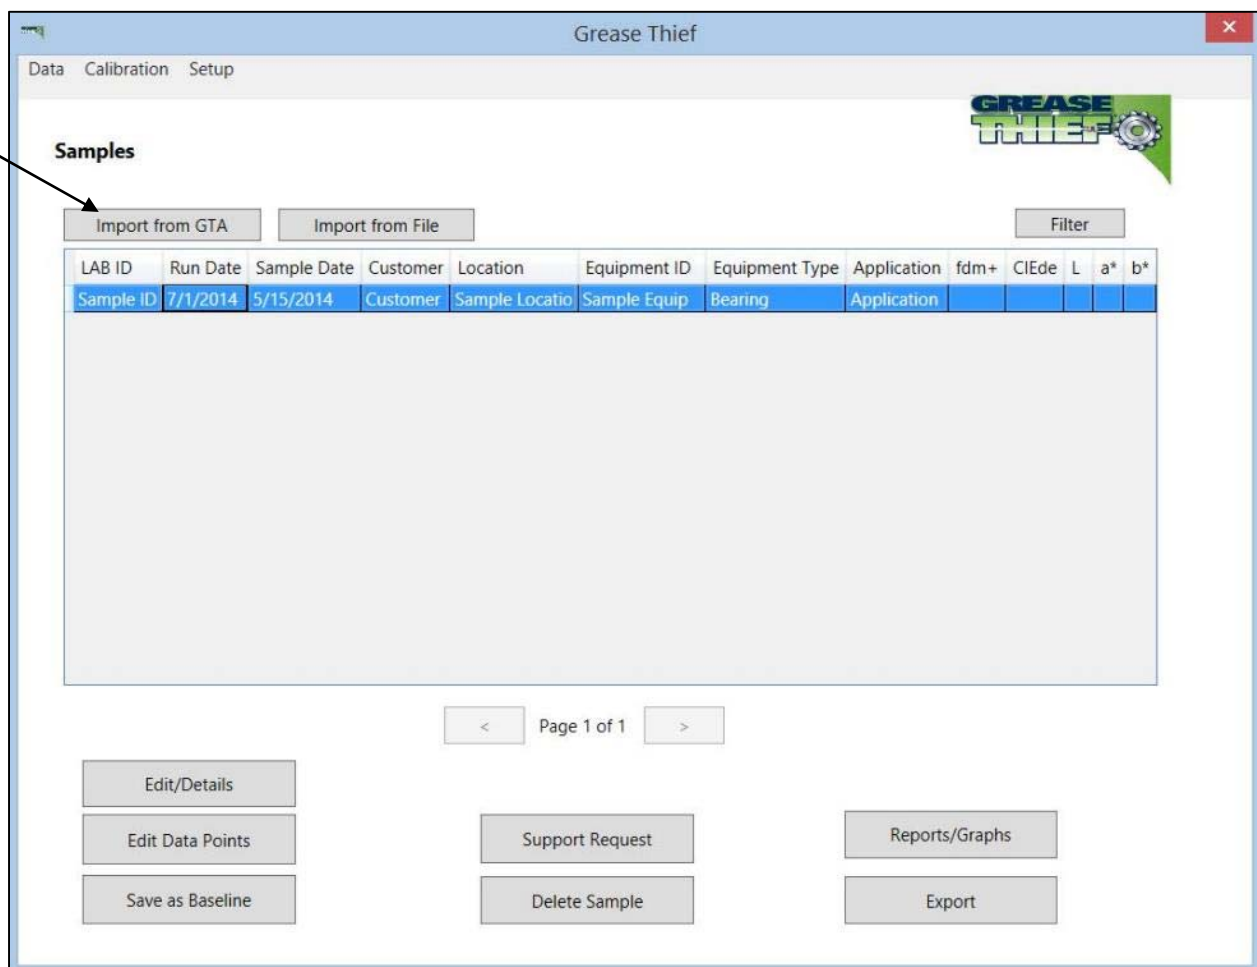 Grease Thief
Data Calibration Setup
GREASE
THIEF
Samples
Import from GTA Import from File Filter
LAB ID Run Date Sample Date Customer Location Equipment ID Equipment Type Application fdm+ CIEde L a* b*
Sample ID 7/1/2014 5/15/2014 Customer Sample Locatio Sample Equip Bearing Application
< Page 1 of 1 >
Edit/Details
Edit Data Points Support Request Reports/Graphs
Save as Baseline Delete Sample Export